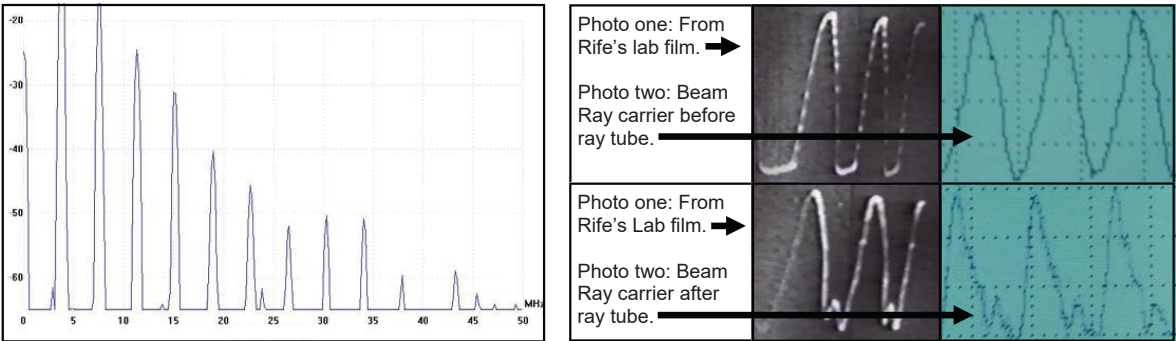 -20
-30
-40
-50
-60
MHz
0 5 10 15 20 25 30 35 40 45 50
Photo one: From
Rife's lab film.
Photo two: Beam
Ray carrier before
ray tube.
Photo one: From
Rife's Lab film.
Photo two: Beam
Ray carrier after
ray tube.